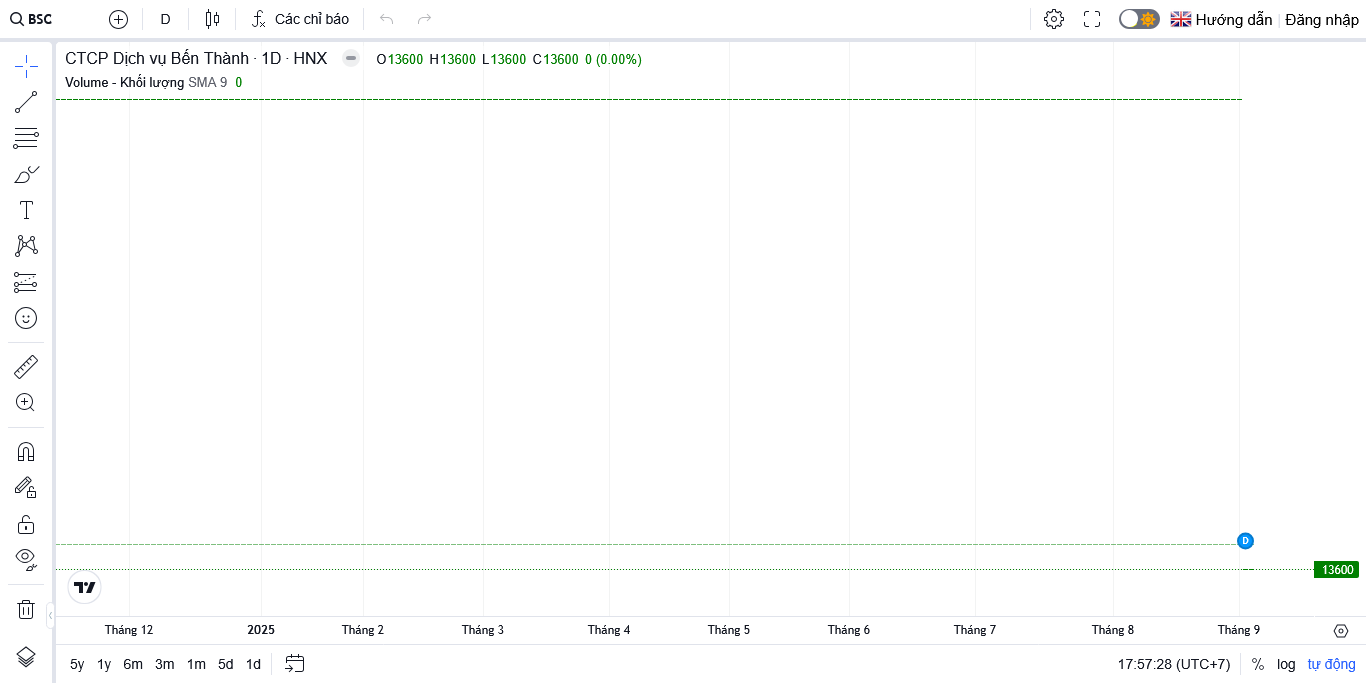 BSC D Các chỉ báo Hướng dẫn Đăng nhập
CTCP Dịch vụ Bến Thành · 1D · HNX O13600 H13600 L13600 C13600 0 (0.00%)
Volume - Khối lượng SMA 9 0
D
13600
Tháng 12 2025 Tháng 2 Tháng 3 Tháng 4 Tháng 5 Tháng 6 Tháng 7 Tháng 8 Tháng 9
5y 1y 6m 3m 1m 5d 1d 17:57:28 (UTC+7) % log tự động